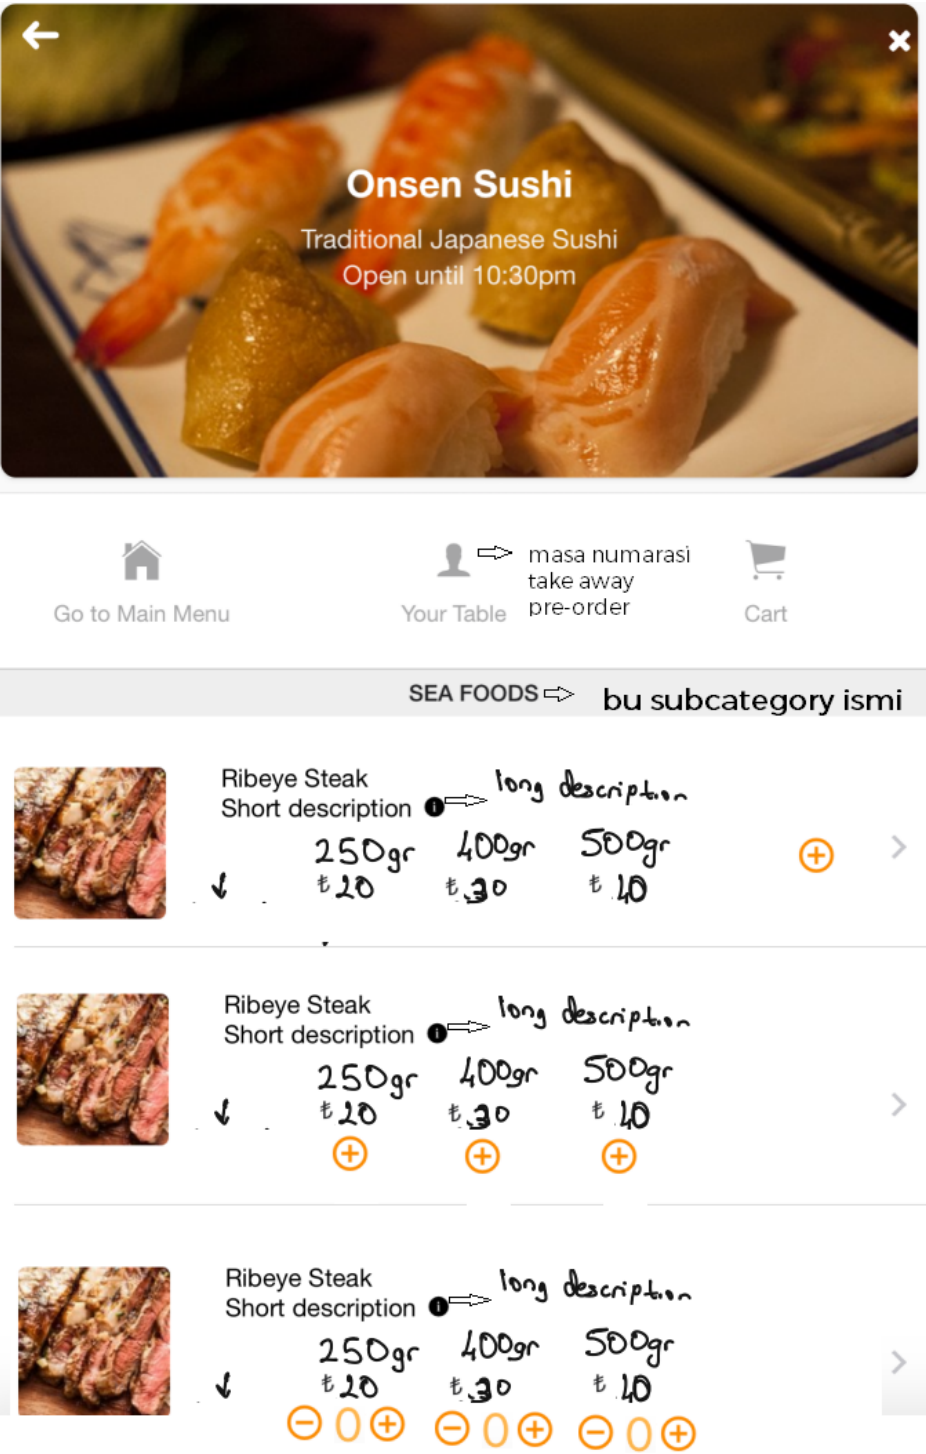 Onsen Sushi
Traditional Japanese Sushi
Open until 10:30pm
masa numarasi
take away
pre-order
Go to Main Menu
Your Table
Cart
SEA FOODS
bu subcategory ismi
Ribeye Steak
Short description
long description
250gr 400gr 500gr
₺20 ₺30 ₺40
Ribeye Steak
Short description
long description
250gr 400gr 500gr
₺20 ₺30 ₺40
Ribeye Steak
Short description
long description
250gr 400gr 500gr
₺20 ₺30 ₺40
0 0 0